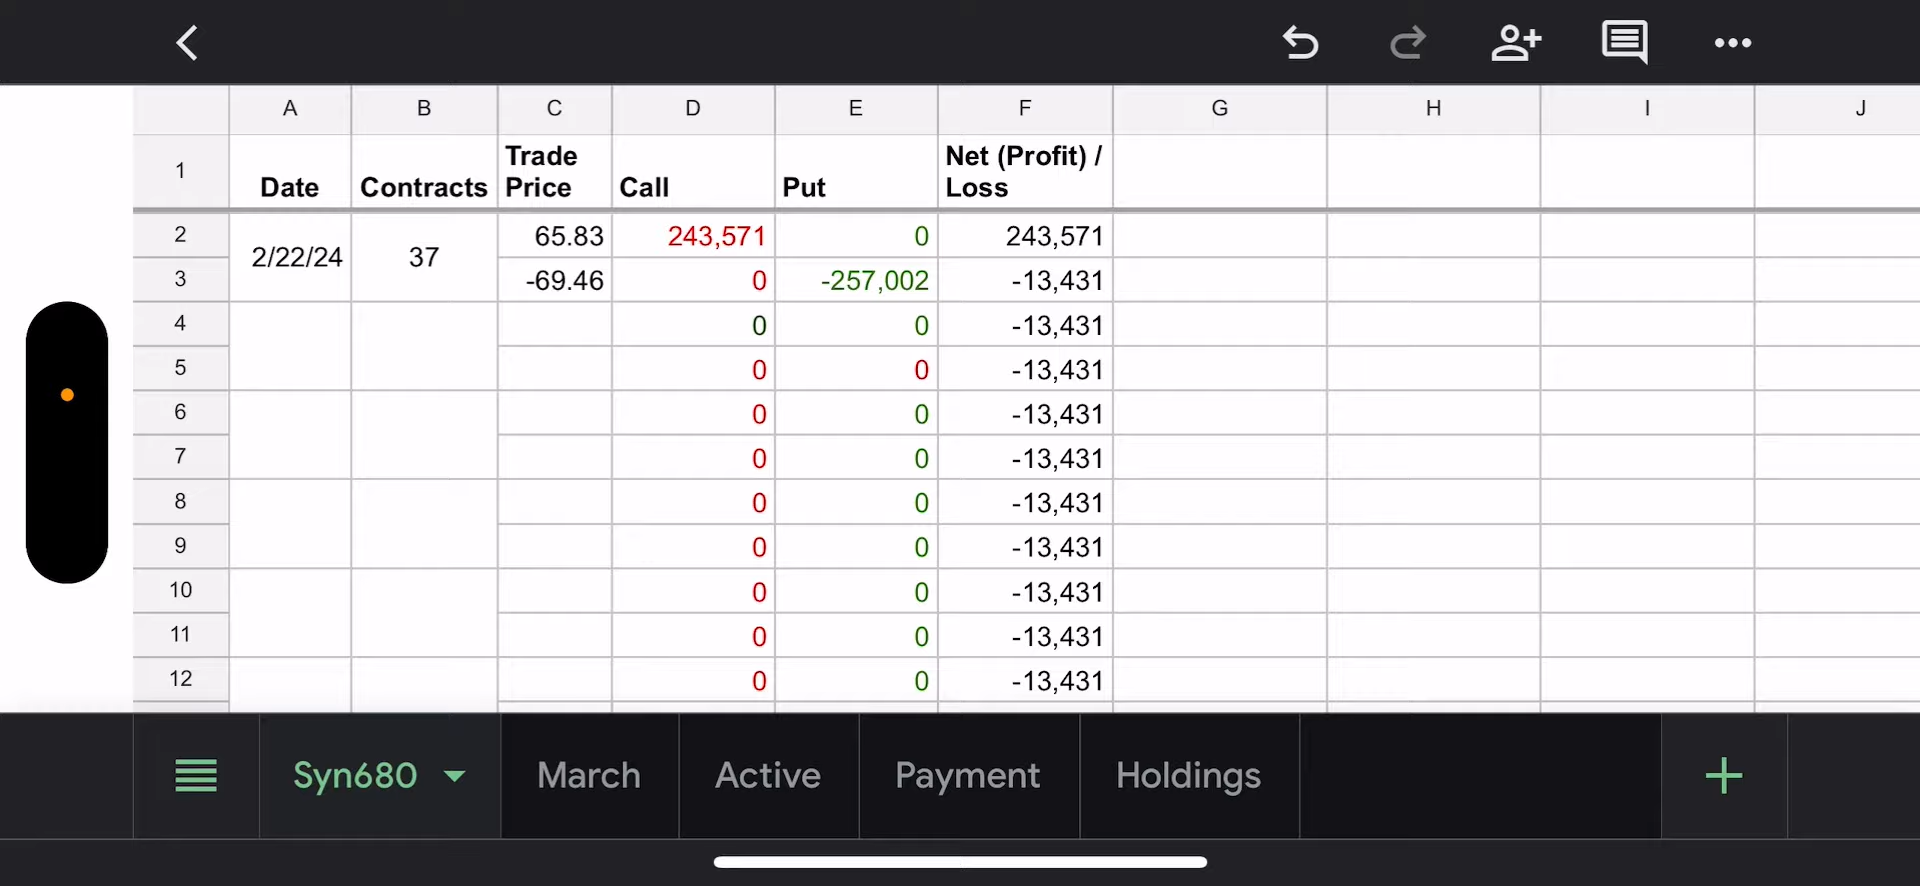 A B C D E F G H I J
1 Date Contracts Trade Price Call Put Net (Profit) / Loss
2 2/22/24 37 65.83 243,571 0 243,571
3 -69.46 0 -257,002 -13,431
4 0 0 -13,431
5 0 0 -13,431
6 0 0 -13,431
7 0 0 -13,431
8 0 0 -13,431
9 0 0 -13,431
10 0 0 -13,431
11 0 0 -13,431
12 0 0 -13,431
Syn680 March Active Payment Holdings